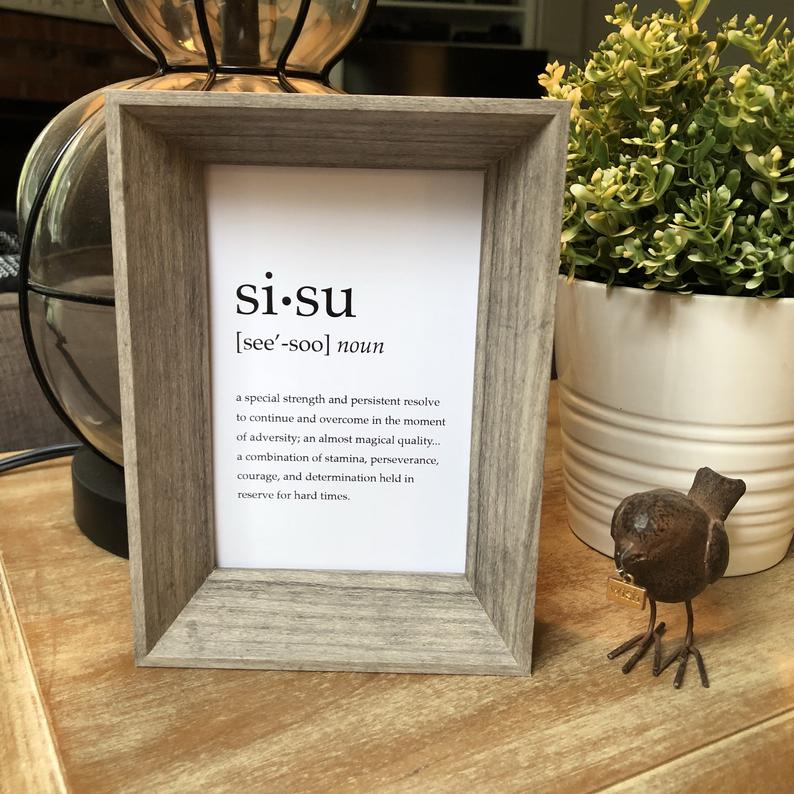 si•su
[see′-soo] noun
a special strength and persistent resolve
to continue and overcome in the moment
of adversity; an almost magical quality...
a combination of stamina, perseverance,
courage, and determination held in
reserve for hard times.